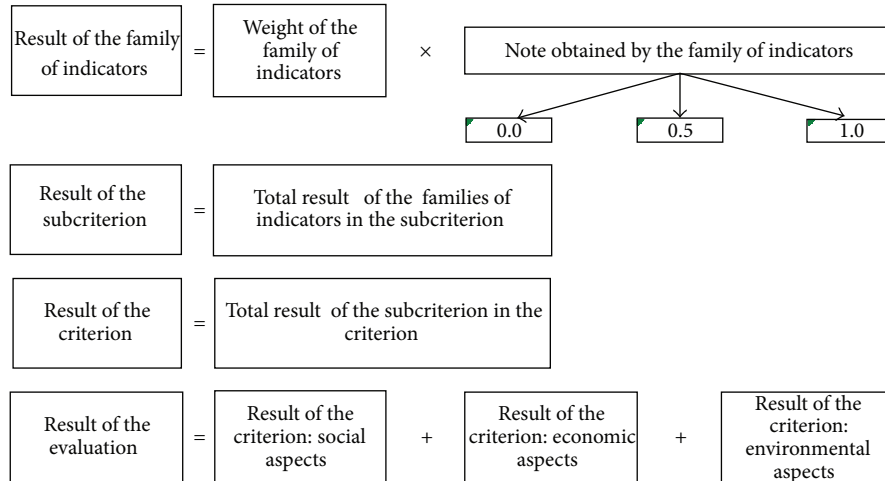 Result of the family
of indicators
=
Weight of the
family of
indicators
×
Note obtained by the family of indicators
0.0
0.5
1.0
Result of the
subcriterion
=
Total result of the families of
indicators in the subcriterion
Result of the
criterion
=
Total result of the subcriterion in the
criterion
Result of the
evaluation
=
Result of the
criterion: social
aspects
+
Result of the
criterion: economic
aspects
+
Result of the
criterion:
environmental
aspects